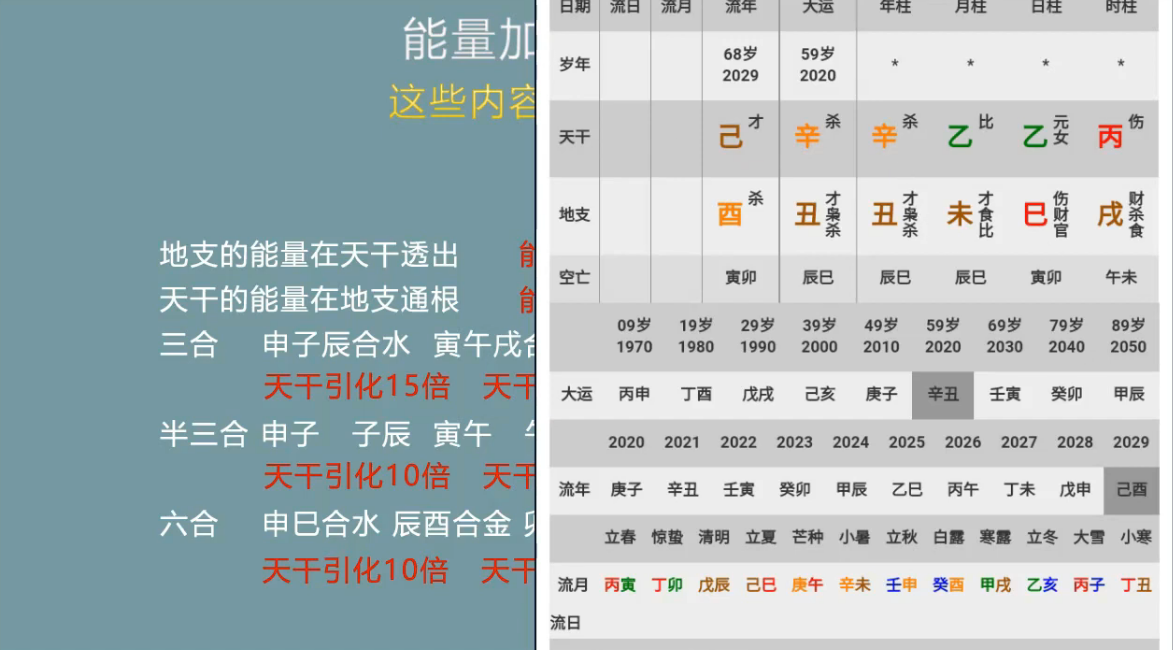 能量加
这些内容
地支的能量在天干透出 能
天干的能量在地支通根 能
三合 申子辰合水 寅午戌合
天干引化15倍 天干
半三合 申子 子辰 寅午 午
天干引化10倍 天干
六合 申巳合水 辰酉合金 卯
天干引化10倍 天干
日期 流日 流月 流年 大运 年柱 月柱 日柱 时柱
岁年 68岁 59岁 * * * *
2029 2020
天干 己才 辛杀 辛杀 乙比 乙元女 丙伤
地支 酉杀 丑才枭杀 丑才枭杀 未才食比 巳伤财官 戌财杀食
空亡 寅卯 辰巳 辰巳 辰巳 寅卯 午未
09岁 19岁 29岁 39岁 49岁 59岁 69岁 79岁 89岁
1970 1980 1990 2000 2010 2020 2030 2040 2050
大运 丙申 丁酉 戊戌 己亥 庚子 辛丑 壬寅 癸卯 甲辰
2020 2021 2022 2023 2024 2025 2026 2027 2028 2029
流年 庚子 辛丑 壬寅 癸卯 甲辰 乙巳 丙午 丁未 戊申 己酉
立春 惊蛰 清明 立夏 芒种 小暑 立秋 白露 寒露 立冬 大雪 小寒
流月 丙寅 丁卯 戊辰 己巳 庚午 辛未 壬申 癸酉 甲戌 乙亥 丙子 丁丑
流日